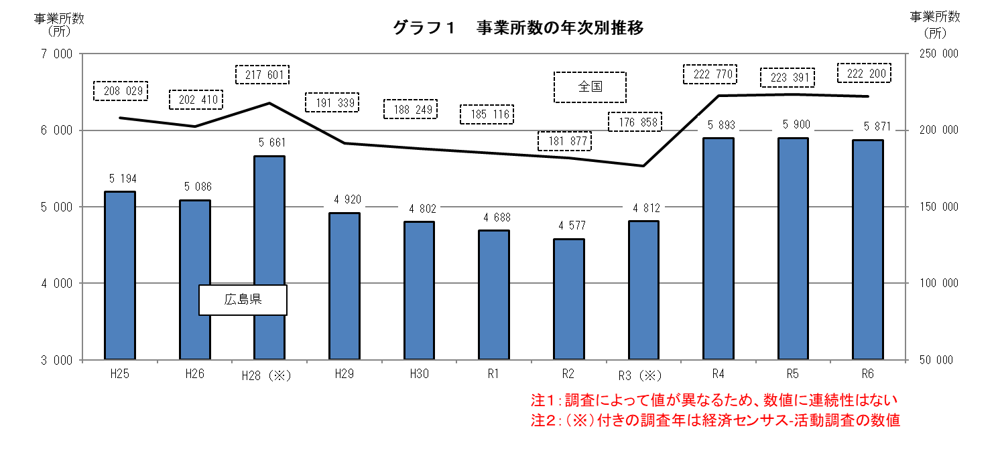 グラフ１　事業所数の年次別推移
事業所数
（所）
事業所数
（所）
7 000
6 000
5 000
4 000
3 000
250 000
200 000
150 000
100 000
50 000
208 029
202 410
217 601
191 339
188 249
185 116
181 877
176 858
222 770
223 391
222 200
全国
5 194
5 086
5 661
4 920
4 802
4 688
4 577
4 812
5 893
5 900
5 871
広島県
H25
H26
H28（※）
H29
H30
R1
R2
R3（※）
R4
R5
R6
注１：調査によって値が異なるため、数値に連続性はない
注２：（※）付きの調査年は経済センサス‐活動調査の数値